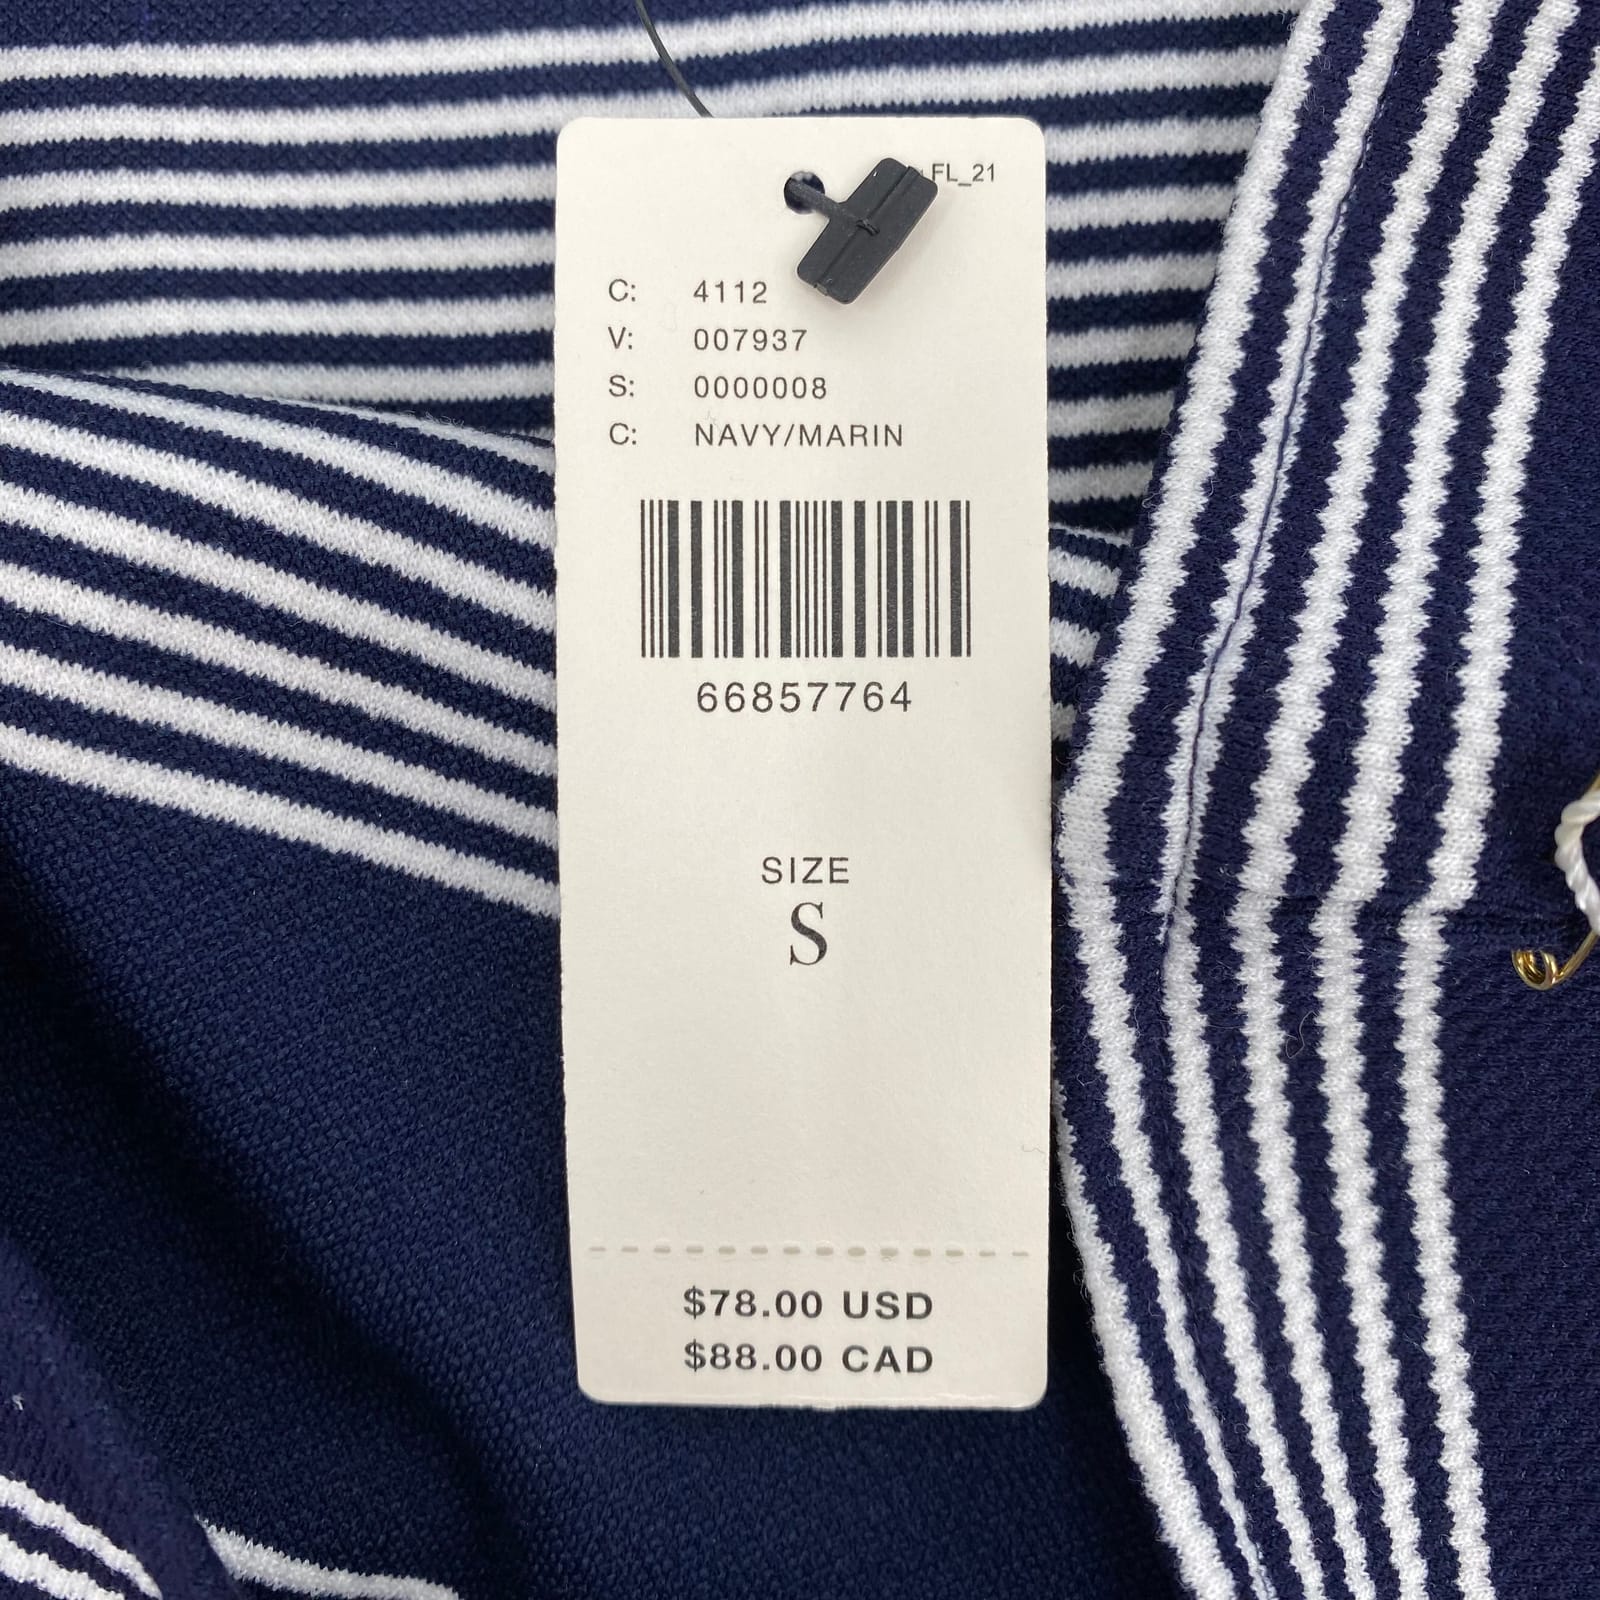 FL_21
C: 4112
V: 007937
S: 0000008
C: NAVY/MARIN
66857764
SIZE
S
$78.00 USD
$88.00 CAD